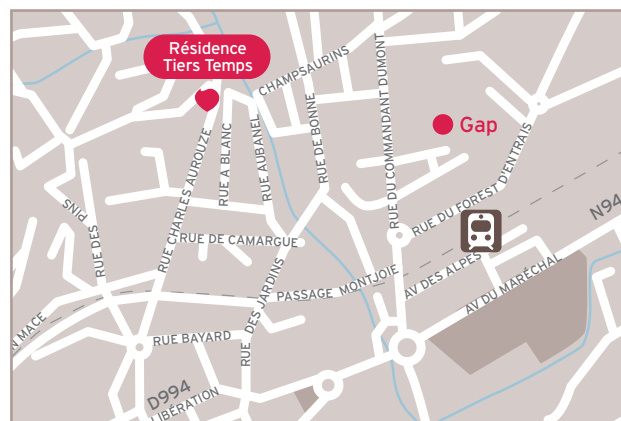 Résidence
Tiers Temps
CHAMPSAURINS
RUE DU COMMANDANT DUMONT
Gap
RUE CHARLES AUROUZE
RUE A BLANC
RUE AUBANEL
RUE DE BONNE
RUE DU FOREST D'ENTRAIS
RUE DES PINS
RUE DE CAMARGUE
N94
PASSAGE MONTJOIE
AV DES ALPES
AV DU MARÉCHAL
RUE DES JARDINS
N MACE
RUE BAYARD
D994
LIBÉRATION